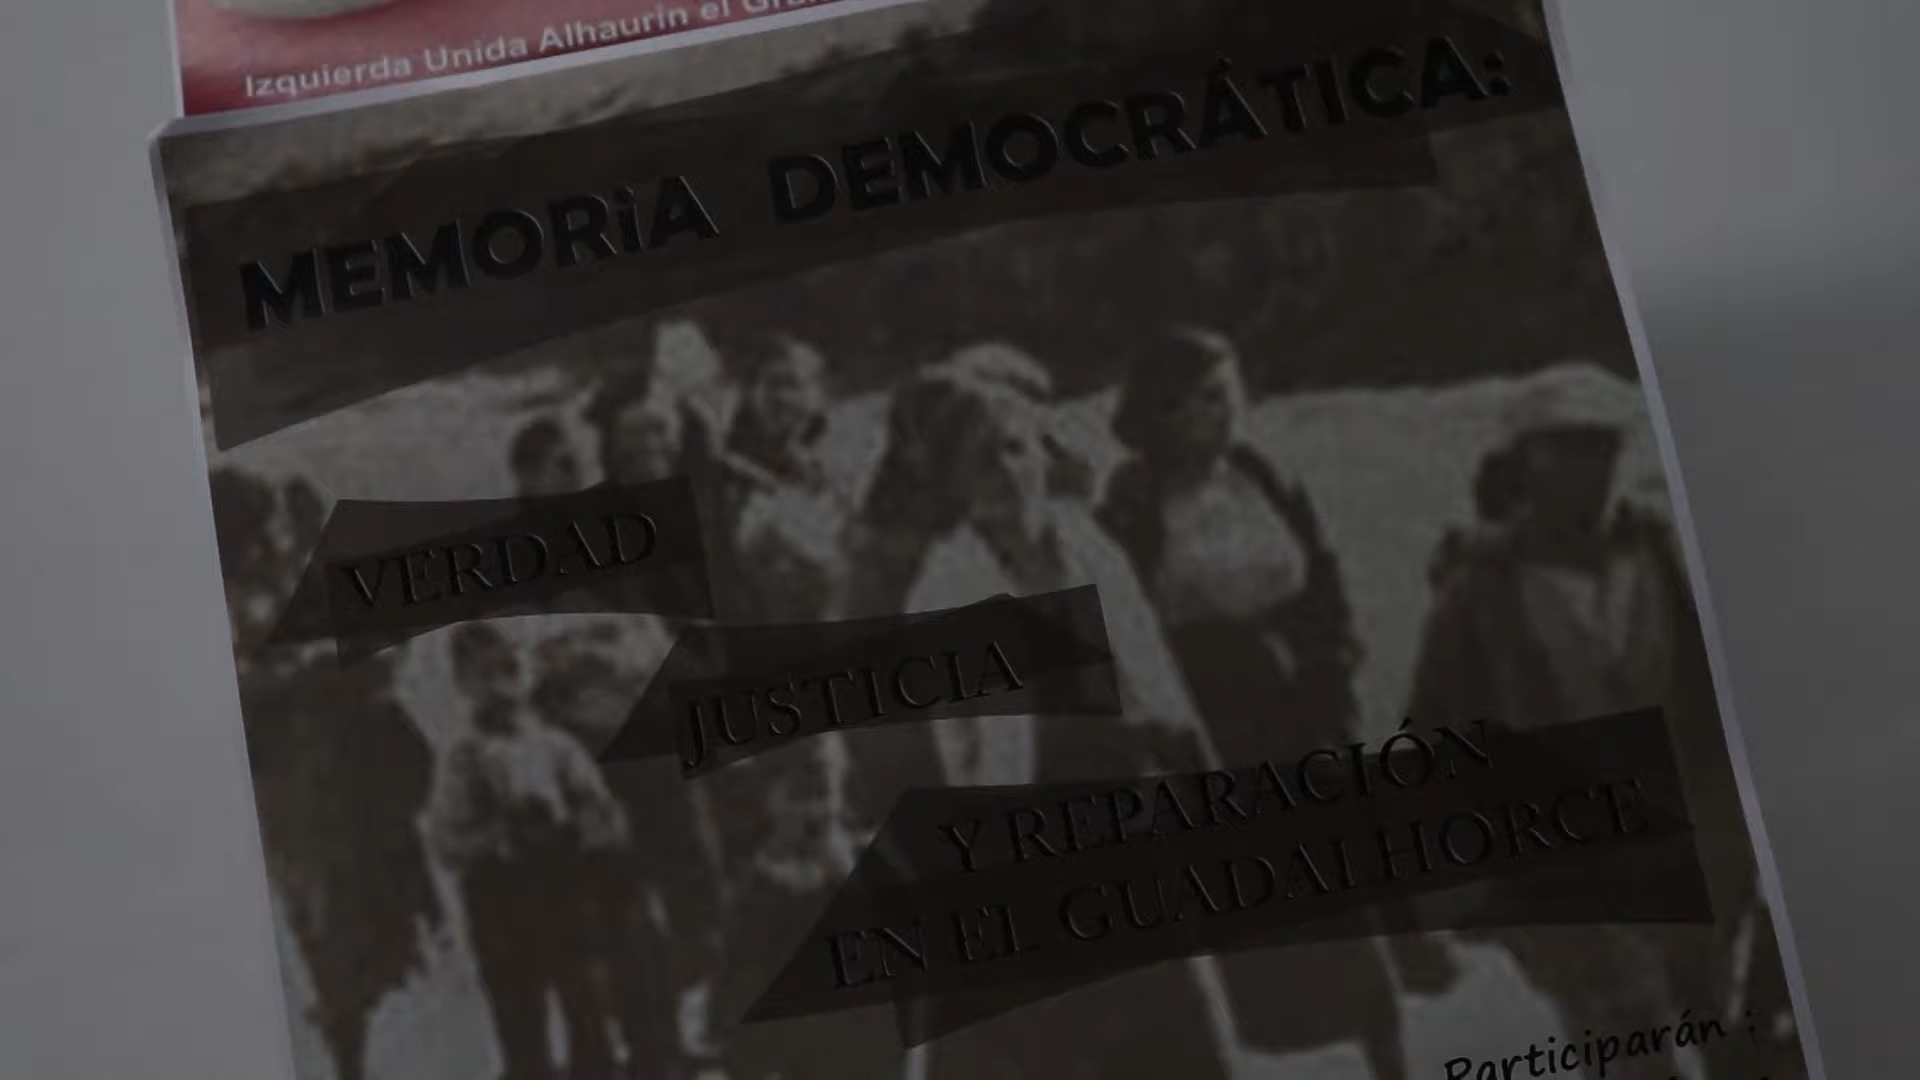 Izquierda Unida Alhaurín el
MEMORiA DEMOCRÁTICA:
VERDAD
JUSTICIA
Y REPARACIÓN
EN EL GUADALHORCE
Participarán :